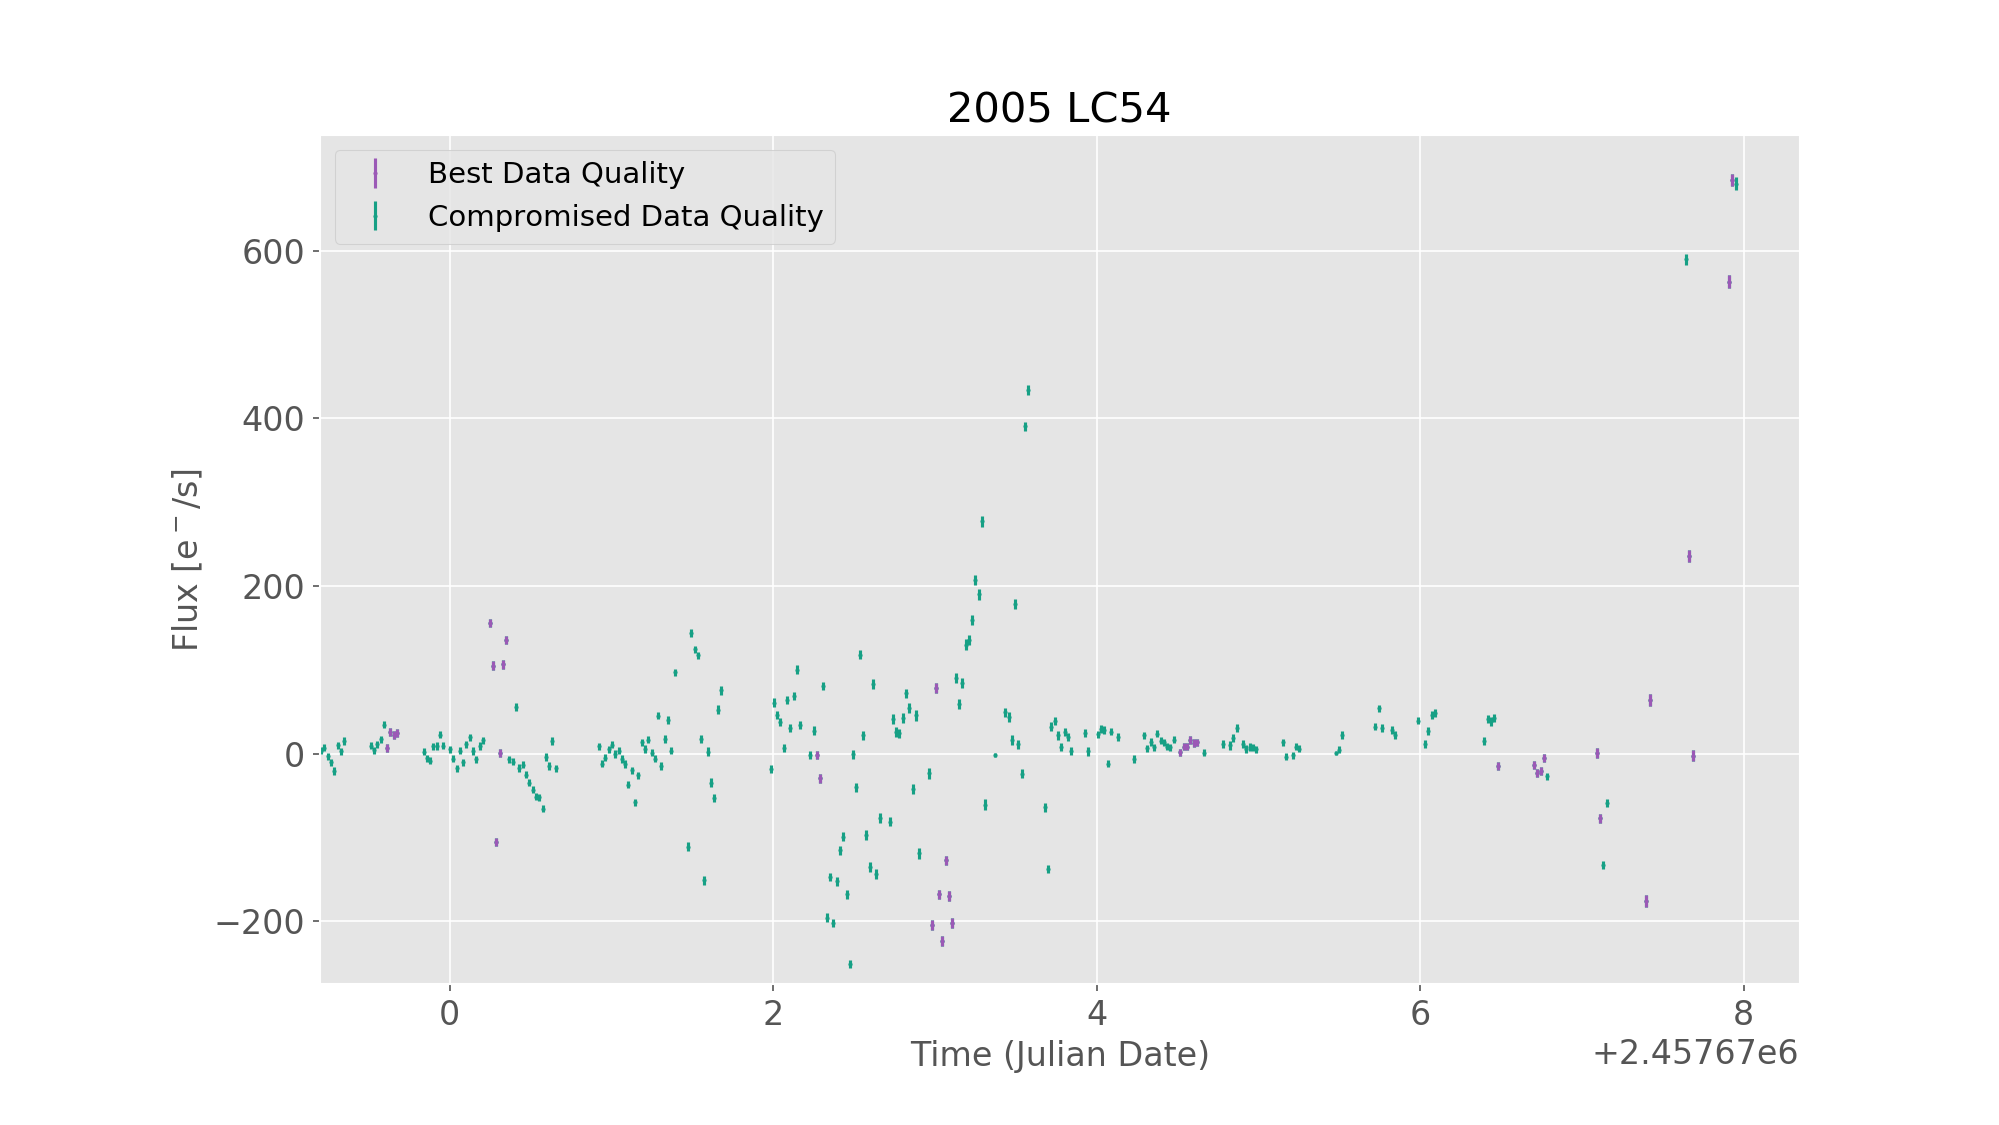 2005 LC54
Best Data Quality
Compromised Data Quality
600
400
200
0
−200
Flux [e⁻/s]
0 2 4 6 8
Time (Julian Date)
+2.45767e6